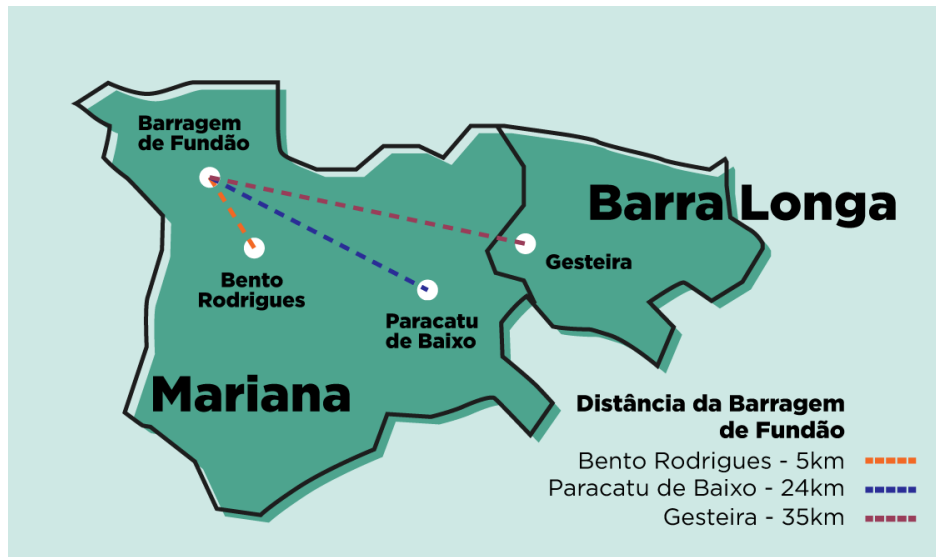 Barragem
de Fundão
Barra Longa
Gesteira
Bento
Rodrigues
Paracatu
de Baixo
Mariana
Distância da Barragem
de Fundão
Bento Rodrigues - 5km
Paracatu de Baixo - 24km
Gesteira - 35km